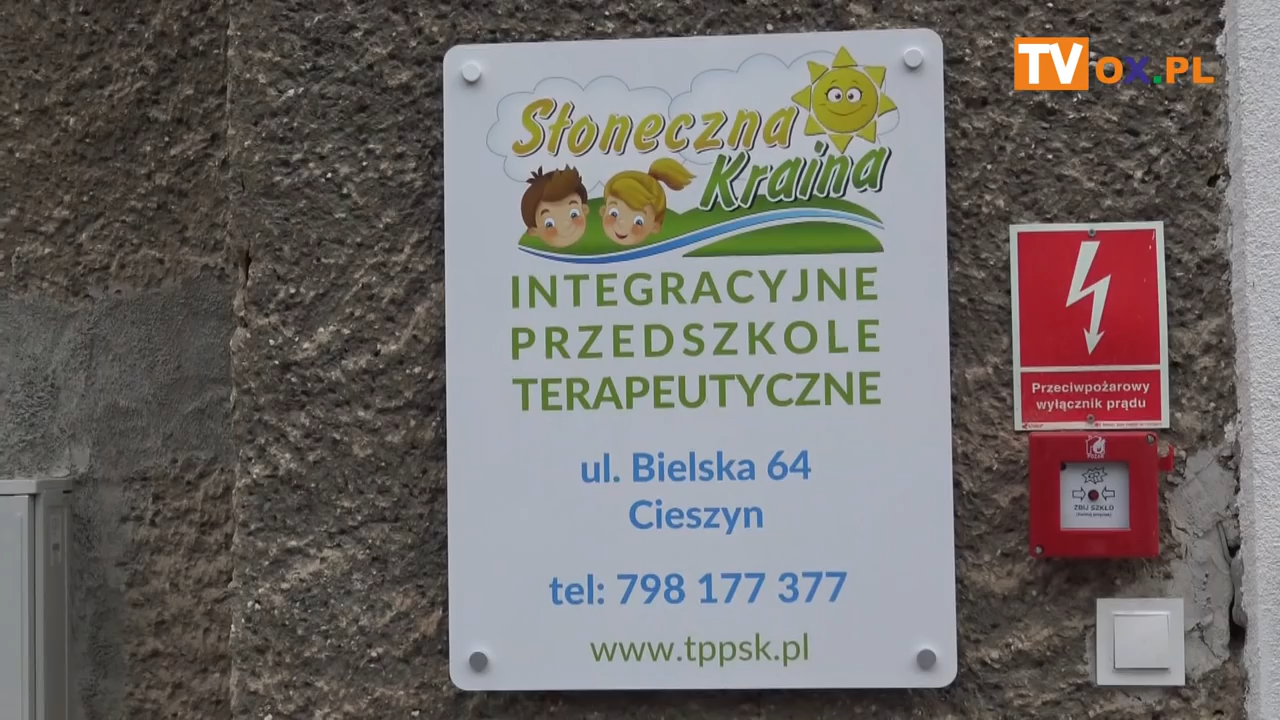 TVox.PL
Słoneczna
Kraina
INTEGRACYJNE
PRZEDSZKOLE
TERAPEUTYCZNE
ul. Bielska 64
Cieszyn
tel: 798 177 377
www.tppsk.pl
Przeciwpożarowy
wyłącznik prądu
ZBIJ SZKŁO